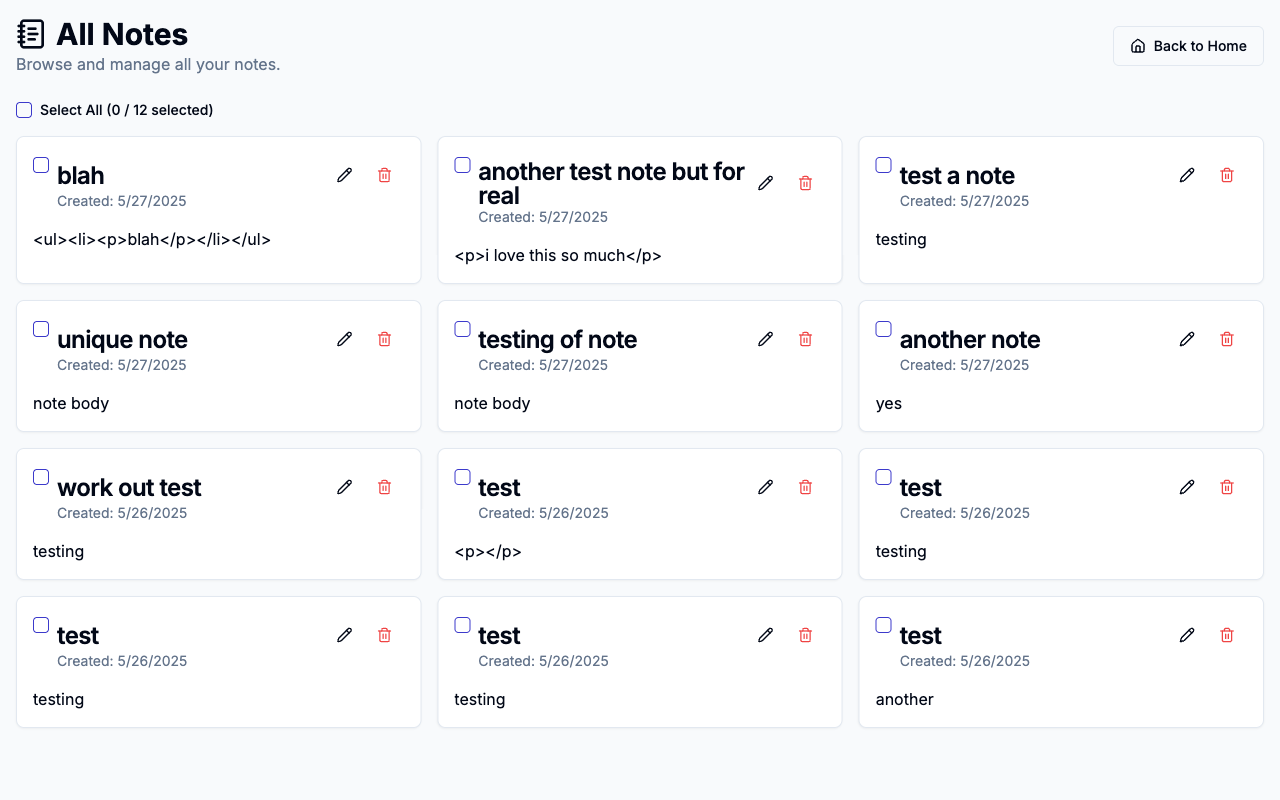 All Notes
Browse and manage all your notes.
Back to Home
Select All (0 / 12 selected)
blah
Created: 5/27/2025
<ul><li><p>blah</p></li></ul>
another test note but for
real
Created: 5/27/2025
<p>i love this so much</p>
test a note
Created: 5/27/2025
testing
unique note
Created: 5/27/2025
note body
testing of note
Created: 5/27/2025
note body
another note
Created: 5/27/2025
yes
work out test
Created: 5/26/2025
testing
test
Created: 5/26/2025
<p></p>
test
Created: 5/26/2025
testing
test
Created: 5/26/2025
testing
test
Created: 5/26/2025
testing
test
Created: 5/26/2025
another